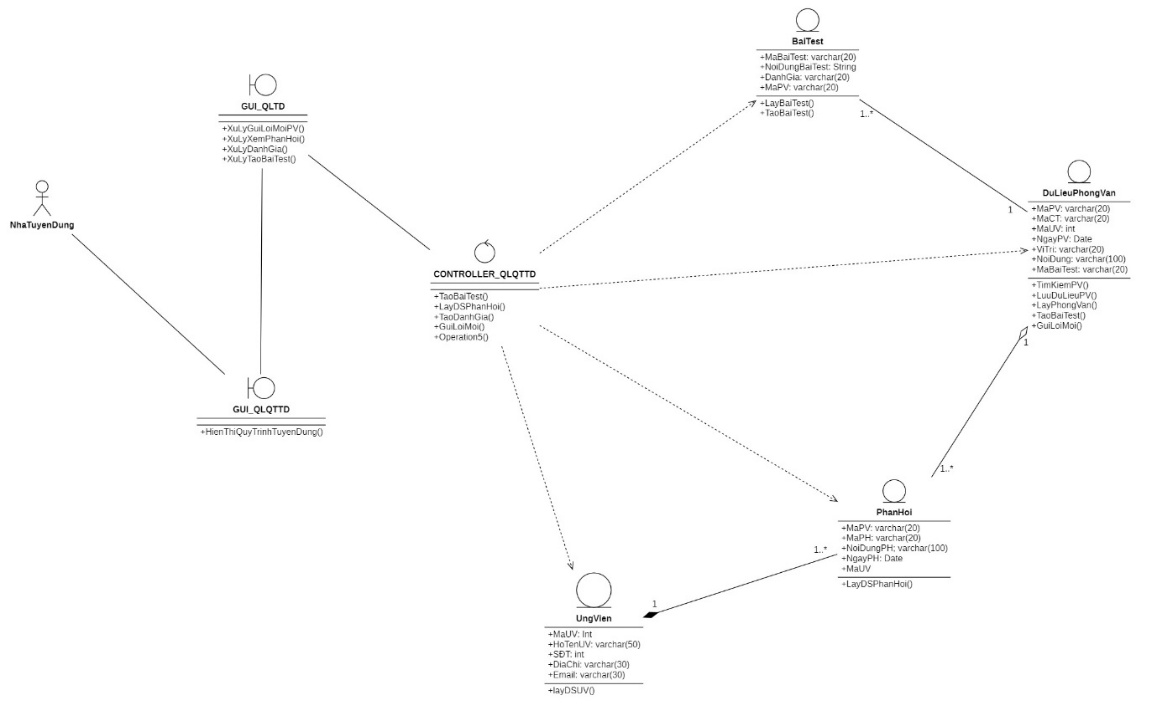 BaiTest
+MaBaiTest: varchar(20)
+NoiDungBaiTest: String
+DanhGia: varchar(20)
+MaPV: varchar(20)
+LayBaiTest()
+TaoBaiTest()
1..*
GUI_QLTD
+XuLyGuiLoiMoiPV()
+XuLyXemPhanHoi()
+XuLyDanhGia()
+XuLyTaoBaiTest()
NhaTuyenDung
DuLieuPhongVan
+MaPV: varchar(20)
+MaCT: varchar(20)
+MaUV: int
+NgayPV: Date
+ViTri: varchar(20)
+NoiDung: varchar(100)
+MaBaiTest: varchar(20)
+TimKiemPV()
+LuuDuLieuPV()
+LayPhongVan()
+TaoBaiTest()
+GuiLoiMoi()
1
1
CONTROLLER_QLQTTD
+TaoBaiTest()
+LayDSPhanHoi()
+TaoDanhGia()
+GuiLoiMoi()
+Operation5()
GUI_QLQTTD
+HienThiQuyTrinhTuyenDung()
1..*
PhanHoi
+MaPV: varchar(20)
+MaPH: varchar(20)
+NoiDungPH; varchar(100)
+NgayPH: Date
+MaUV
+LayDSPhanHoi()
1..*
1
UngVien
+MaUV: Int
+HoTenUV: varchar(50)
+SĐT: int
+DiaChi: varchar(30)
+Email: varchar(30)
+layDSUV()